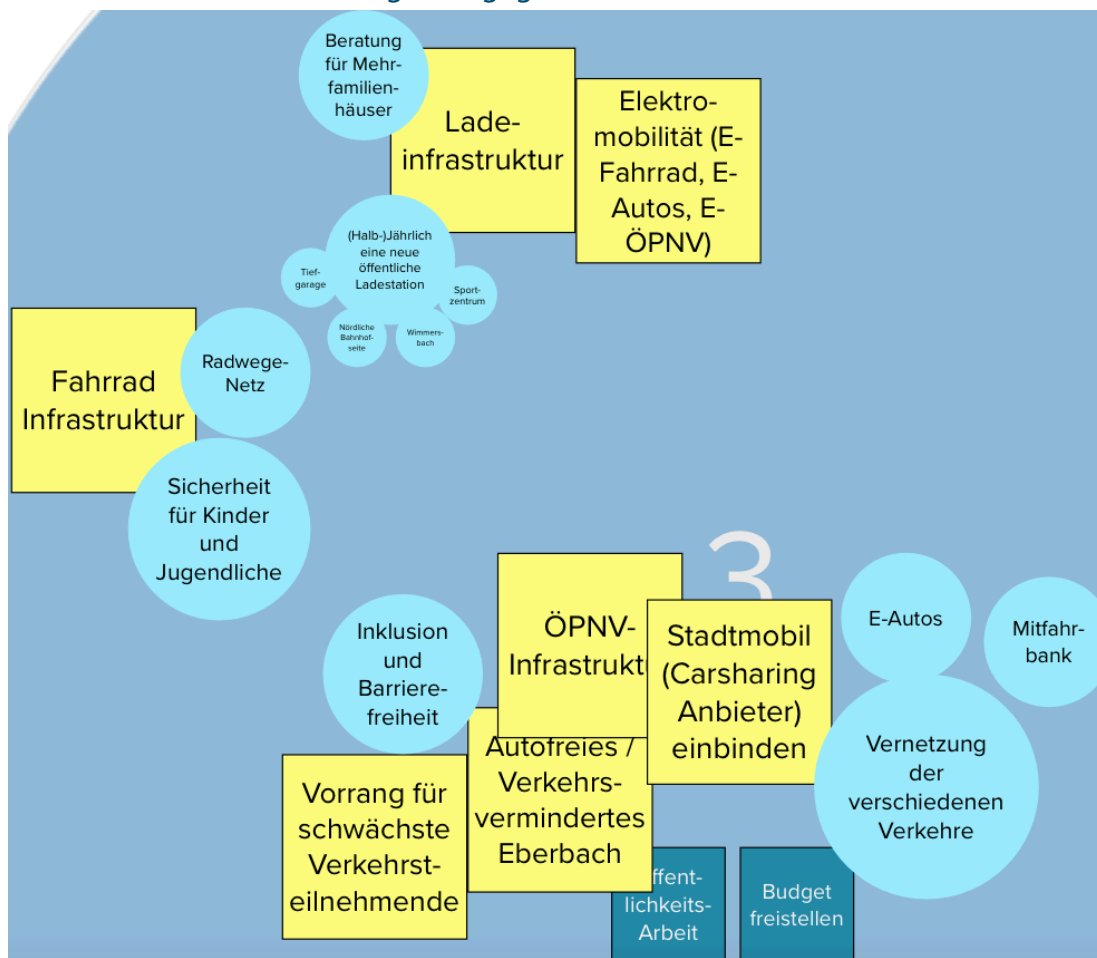 Beratung
für Mehr-
familien-
häuser
Lade-
infrastruktur
Elektro-
mobilität (E-
Fahrrad, E-
Autos, E-
ÖPNV)
(Halb-)Jährlich
eine neue
öffentliche
Ladestation
Tief-
garage
Sport-
zentrum
Nördliche
Bahnhof-
seite
Wimmers-
bach
Fahrrad
Infrastruktur
Radwege-
Netz
Sicherheit
für Kinder
und
Jugendliche
3
Inklusion
und
Barriere-
freiheit
ÖPNV-
Infrastruktu
Stadtmobil
(Carsharing
Anbieter)
einbinden
E-Autos
Mitfahr-
bank
Vernetzung
der
verschiedenen
Verkehre
Vorrang für
schwächste
Verkehrst-
eilnehmende
Autofreies /
Verkehrs-
vermindertes
Eberbach
ffent-
lichkeits-
Arbeit
Budget
freistellen